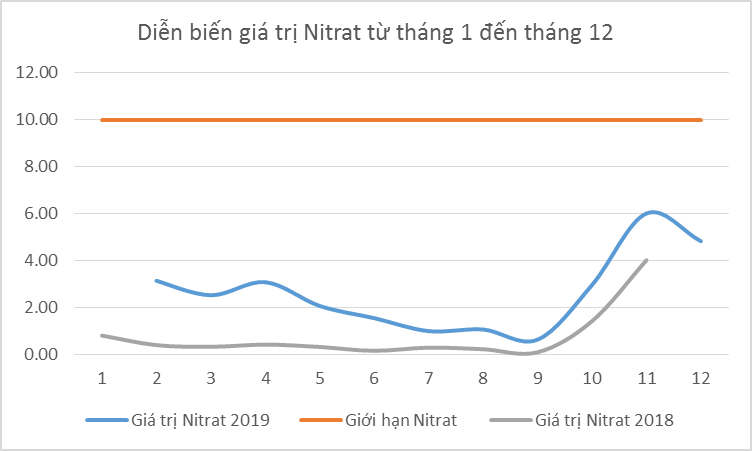 Diễn biến giá trị Nitrat từ tháng 1 đến tháng 12
12.00
10.00
8.00
6.00
4.00
2.00
0.00
1 2 3 4 5 6 7 8 9 10 11 12
Giá trị Nitrat 2019 Giới hạn Nitrat Giá trị Nitrat 2018